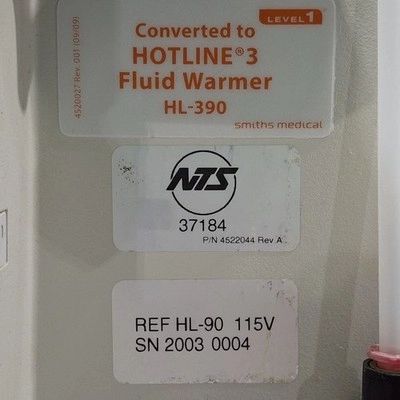 LEVEL 1
Converted to
HOTLINE®3
Fluid Warmer
HL-390
smiths medical
4520027 Rev. 001 (09/09)
NTS
37184
P/N 4522044 Rev.A
REF HL-90 115V
SN 2003 0004